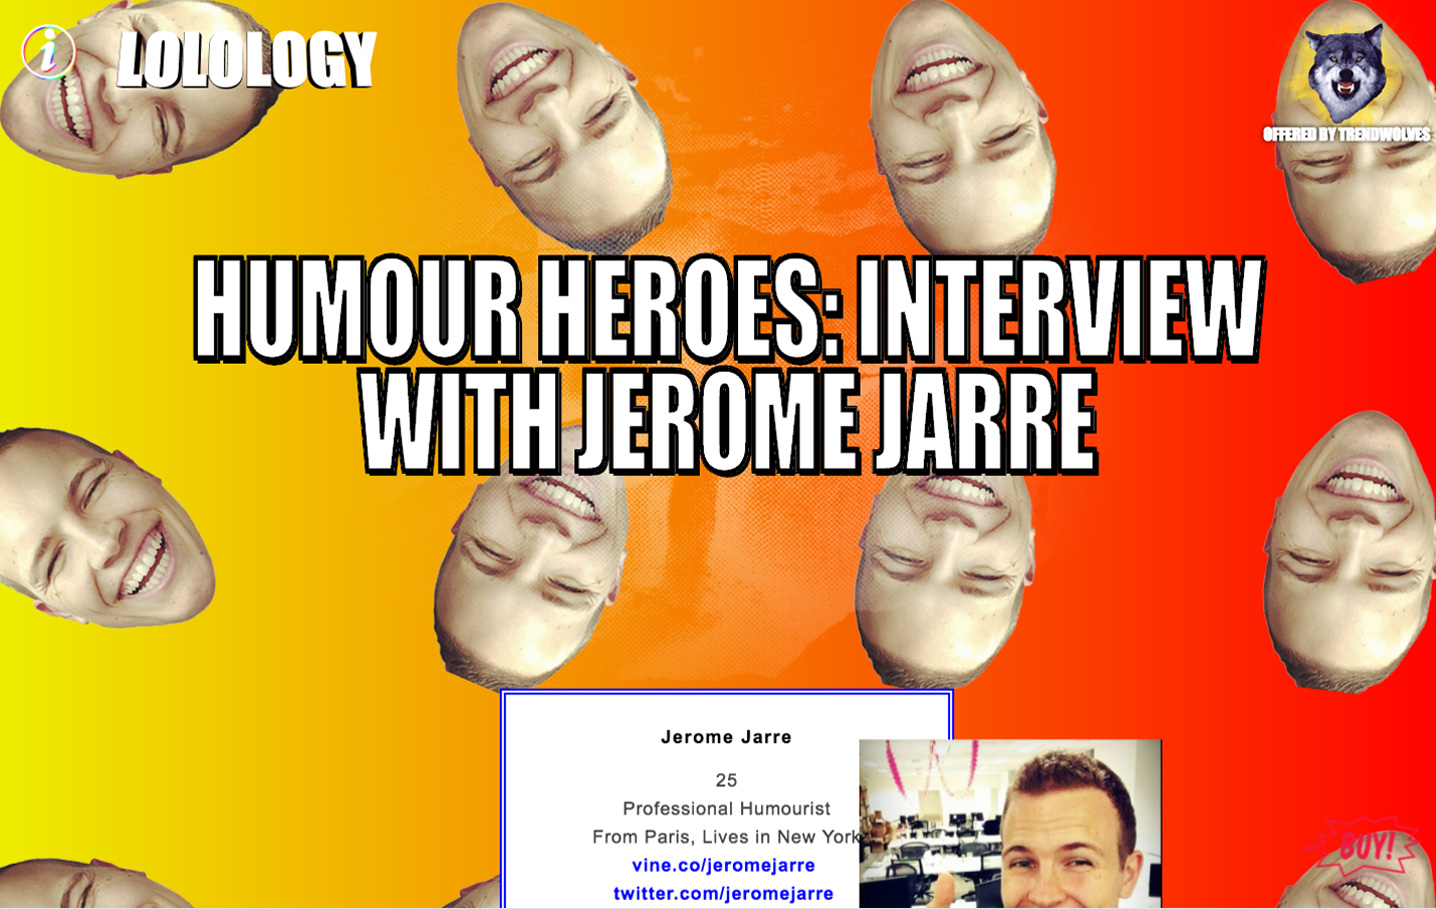 i
LOLOLOGY
OFFERED BY TRENDWOLVES
HUMOUR HEROES: INTERVIEW
WITH JEROME JARRE
Jerome Jarre
25
Professional Humourist
From Paris, Lives in New York
vine.co/jeromejarre
twitter.com/jeromejarre
BUY!